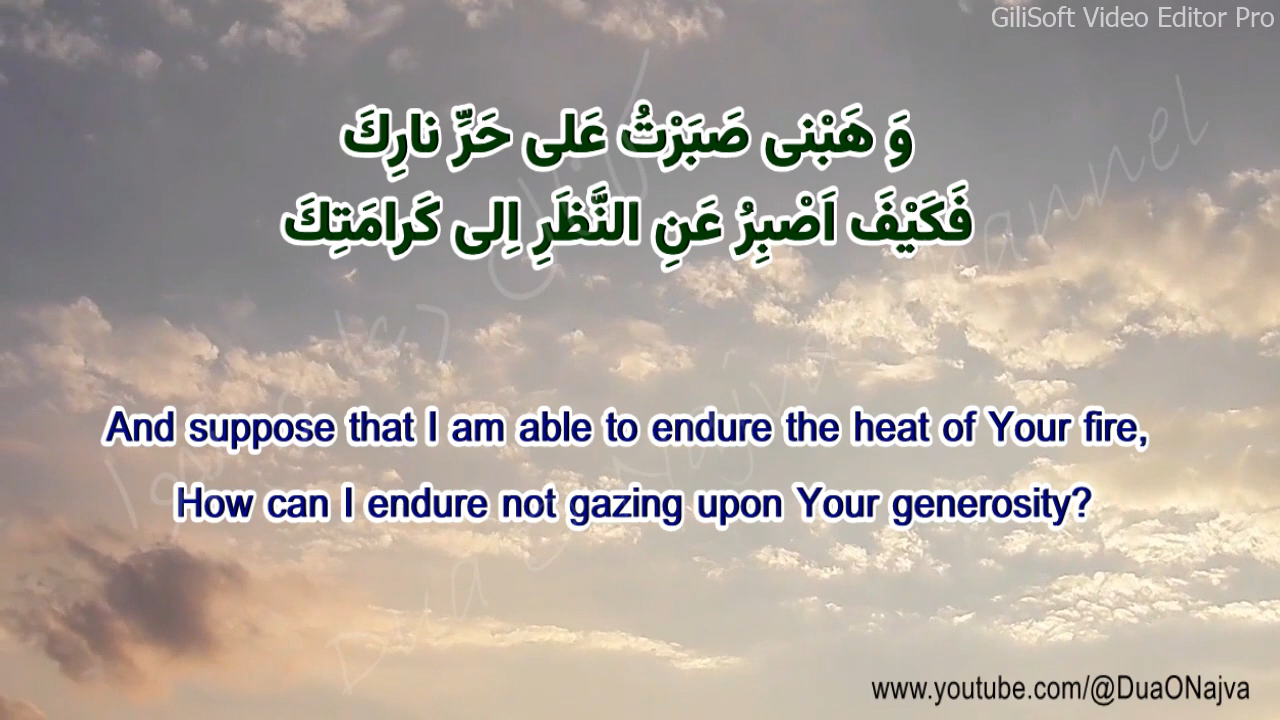 GiliSoft Video Editor Pro
وَ هَبْنى صَبَرْتُ عَلى حَرِّ نارِكَ
فَكَيْفَ اَصْبِرُ عَنِ النَّظَرِ اِلى كَرامَتِكَ
And suppose that I am able to endure the heat of Your fire,
How can I endure not gazing upon Your generosity?
www.youtube.com/@DuaONajva